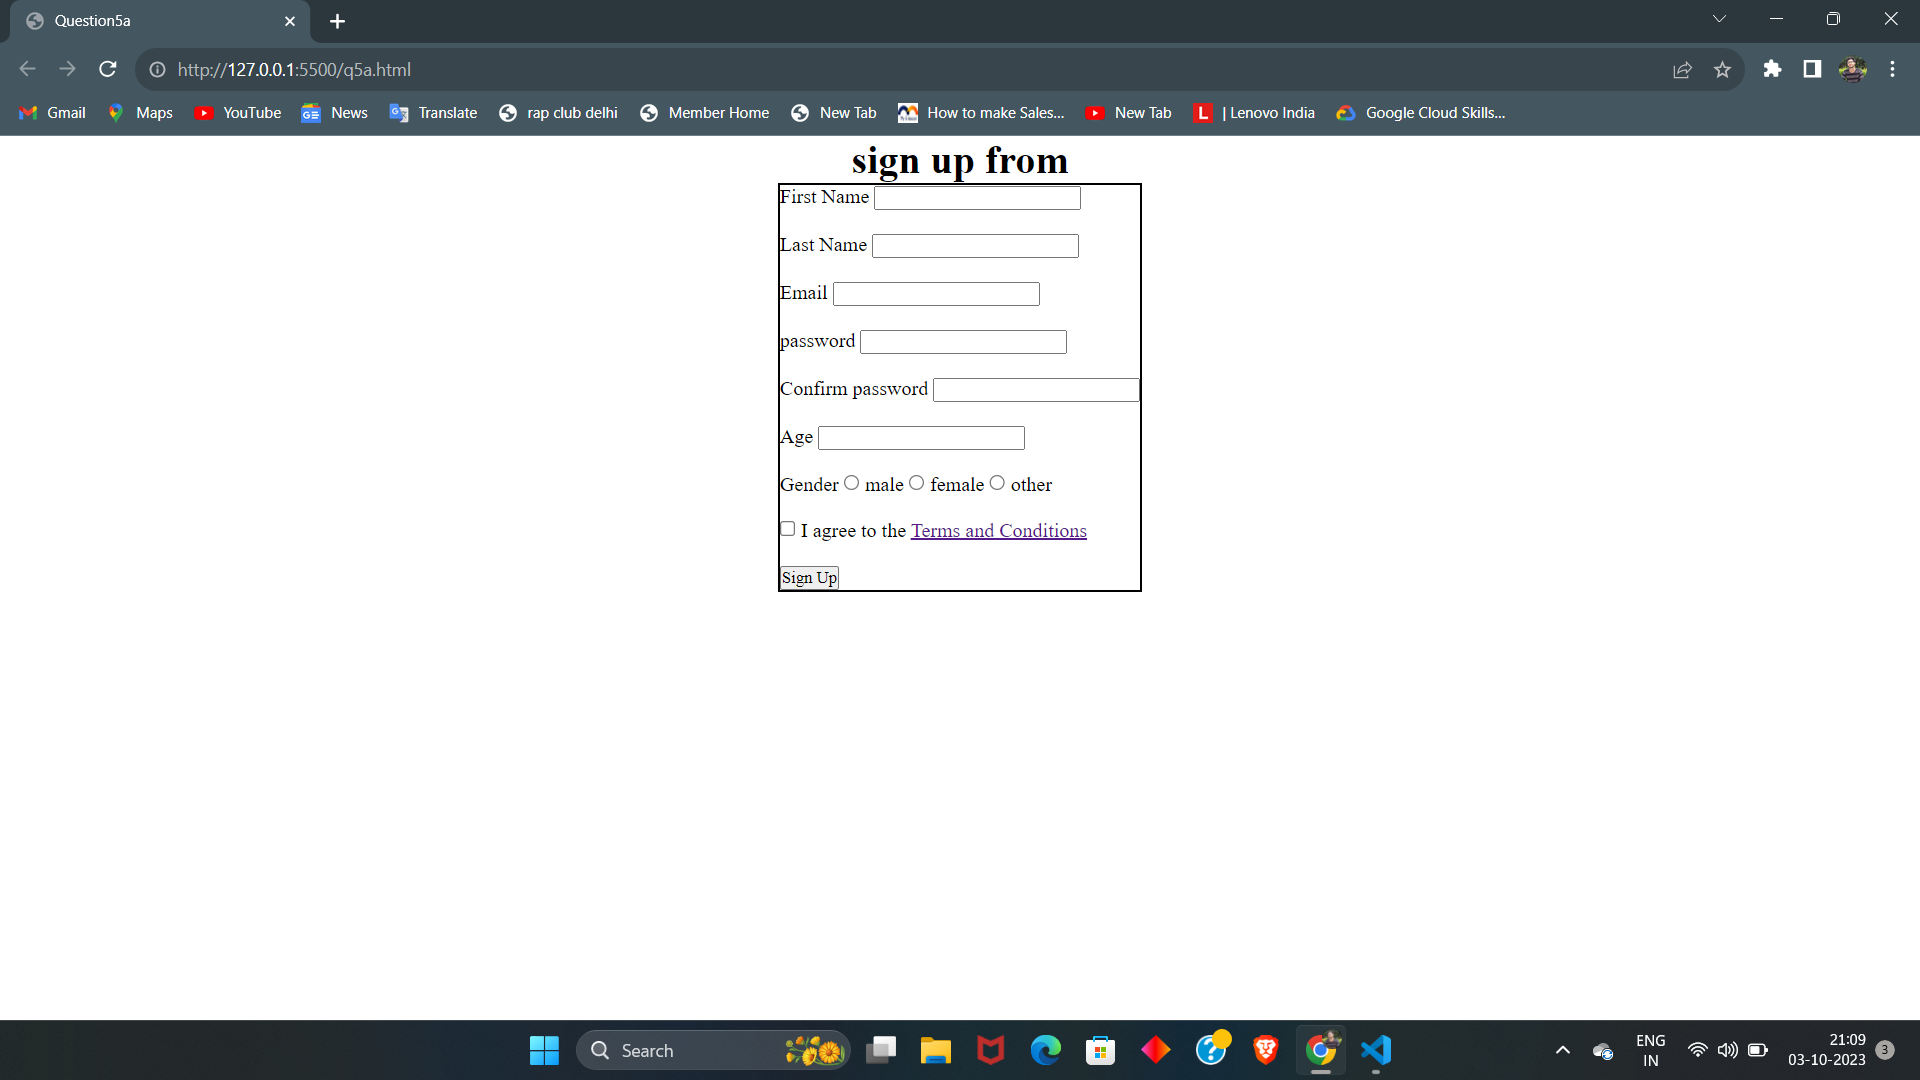 Question5a
http://127.0.0.1:5500/q5a.html
Gmail Maps YouTube News Translate rap club delhi Member Home New Tab How to make Sales... New Tab L | Lenovo India Google Cloud Skills...
sign up from
First Name
Last Name
Email
password
Confirm password
Age
Gender male female other
I agree to the Terms and Conditions
Sign Up
Search
ENG
IN
21:09
03-10-2023
3